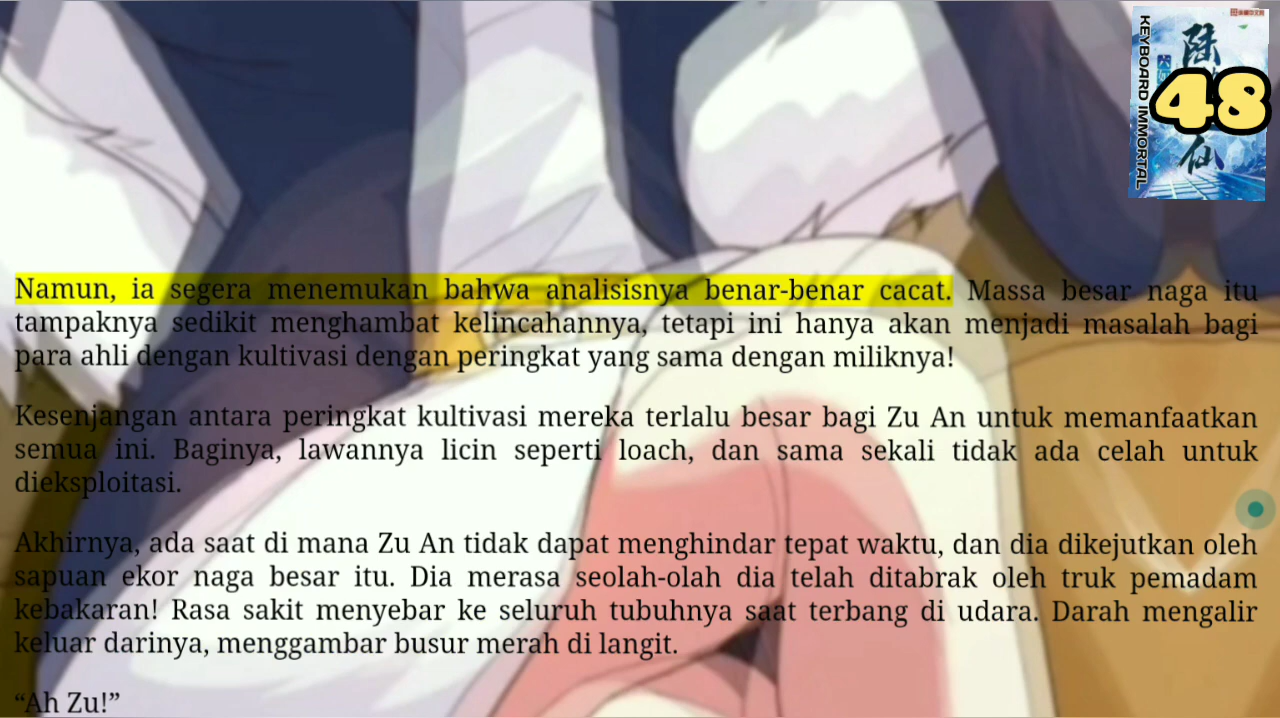 KEYBOARD IMMORTAL
48
Namun, ia segera menemukan bahwa analisisnya benar-benar cacat. Massa besar naga itu
tampaknya sedikit menghambat kelincahannya, tetapi ini hanya akan menjadi masalah bagi
para ahli dengan kultivasi dengan peringkat yang sama dengan miliknya!
Kesenjangan antara peringkat kultivasi mereka terlalu besar bagi Zu An untuk memanfaatkan
semua ini. Baginya, lawannya licin seperti loach, dan sama sekali tidak ada celah untuk
dieksploitasi.
Akhirnya, ada saat di mana Zu An tidak dapat menghindar tepat waktu, dan dia dikejutkan oleh
sapuan ekor naga besar itu. Dia merasa seolah-olah dia telah ditabrak oleh truk pemadam
kebakaran! Rasa sakit menyebar ke seluruh tubuhnya saat terbang di udara. Darah mengalir
keluar darinya, menggambar busur merah di langit.
“Ah Zu!”